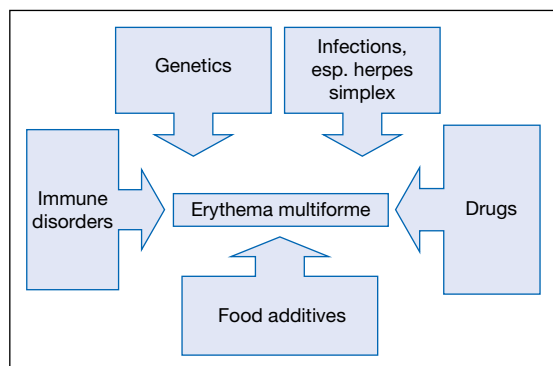 Genetics
Infections,
esp. herpes
simplex
Immune
disorders
Erythema multiforme
Drugs
Food additives